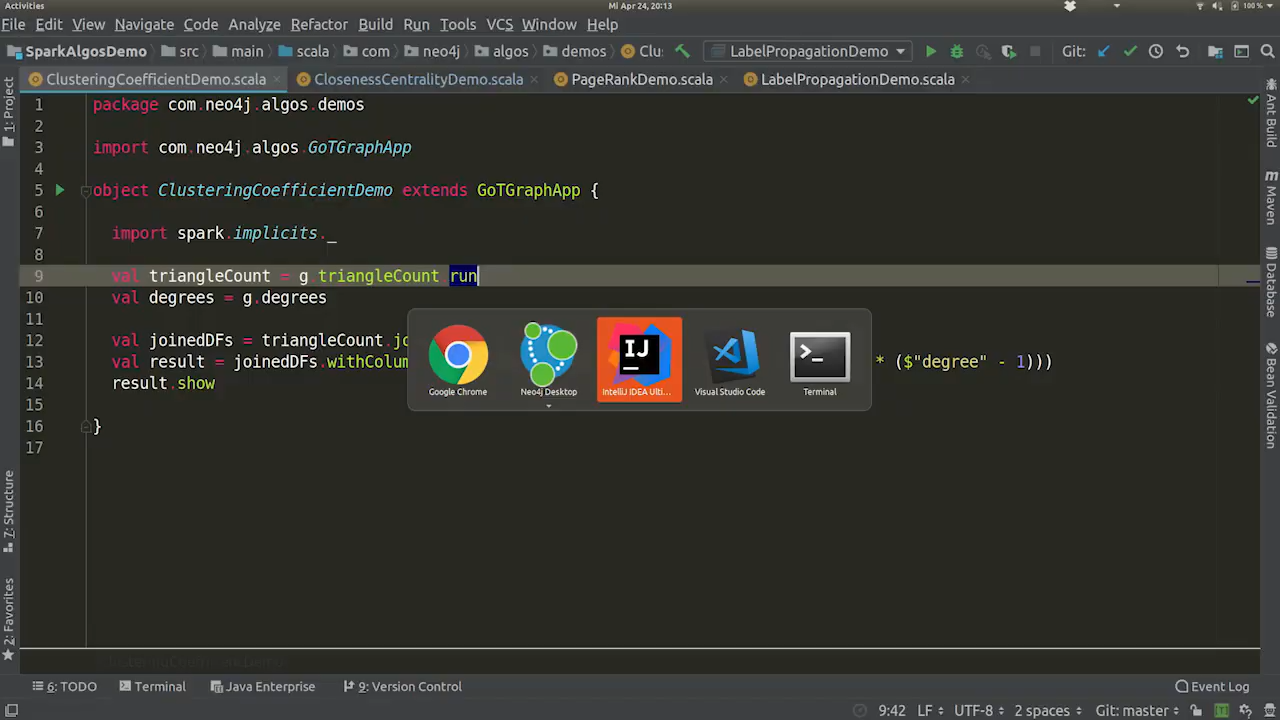 Activities
Mi Apr 24, 20:13
100 %
File Edit View Navigate Code Analyze Refactor Build Run Tools VCS Window Help
SparkAlgosDemo src main scala com neo4j algos demos Clu: LabelPropagationDemo Git:
ClusteringCoefficientDemo.scala ClosenessCentralityDemo.scala PageRankDemo.scala LabelPropagationDemo.scala
1 package com.neo4j.algos.demos
2
3 import com.neo4j.algos.GoTGraphApp
4
5 object ClusteringCoefficientDemo extends GoTGraphApp {
6
7 import spark.implicits._
8
9 val triangleCount = g.triangleCount run
10 val degrees = g.degrees
11
12 val joinedDFs = triangleCount.jo
13 val result = joinedDFs.withColum * ($"degree" - 1)))
14 result.show
15
16 }
17
Google Chrome
Neo4j Desktop
IJ
IntelliJ IDEA Ulti...
Visual Studio Code
Terminal
1: Project
7: Structure
2: Favorites
Ant Build
Maven
Database
Bean Validation
6: TODO Terminal Java Enterprise 9: Version Control Event Log
9:42 LF UTF-8 2 spaces Git: master